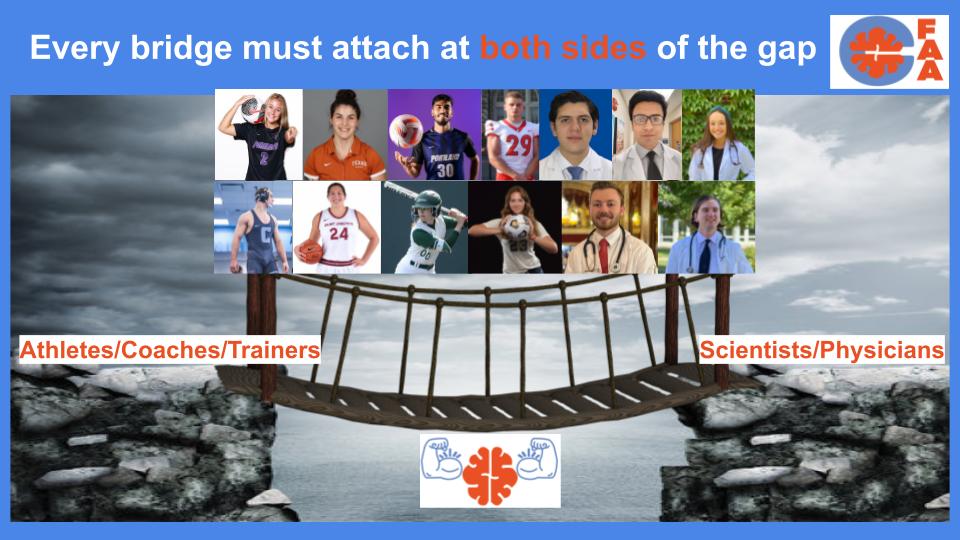 Every bridge must attach at both sides of the gap
FAA
PORTLAND
30
29
2
TEXAS
C
24
00
23
Athletes/Coaches/Trainers
Scientists/Physicians